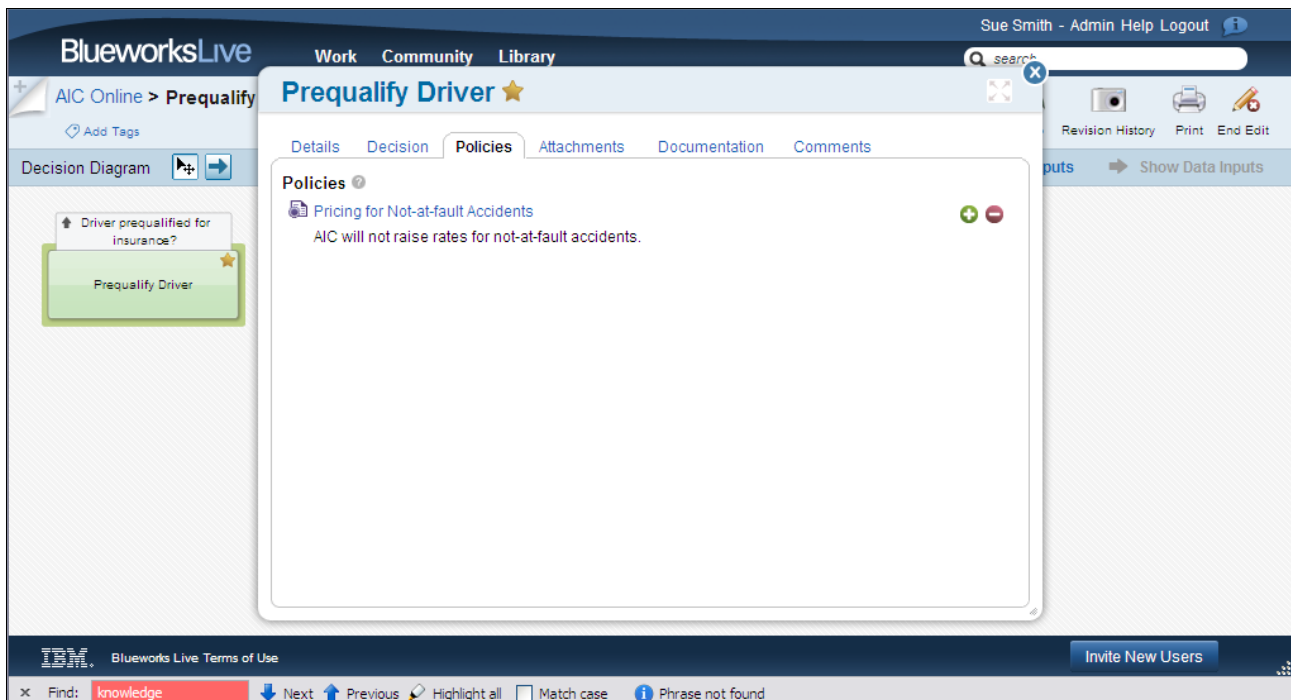 Sue Smith - Admin Help Logout
BlueworksLive
Work Community Library
search
AIC Online > Prequalify
Add Tags
Prequalify Driver
Revision History Print End Edit
Decision Diagram
puts Show Data Inputs
Details Decision Policies Attachments Documentation Comments
Policies
Pricing for Not-at-fault Accidents
AIC will not raise rates for not-at-fault accidents.
Driver prequalified for
insurance?
Prequalify Driver
IBM. Blueworks Live Terms of Use
Invite New Users
x Find: knowledge Next Previous Highlight all Match case Phrase not found